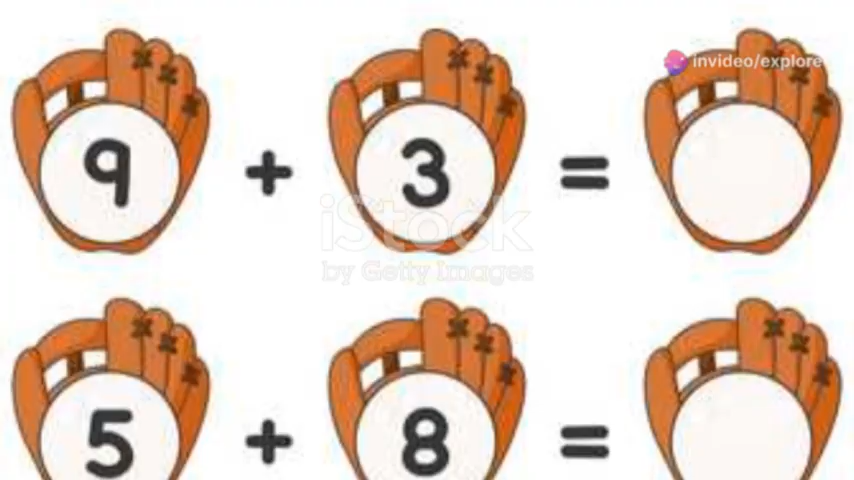 invideo/explore
9 + 3 =
iStock
by Getty Images
5 + 8 =